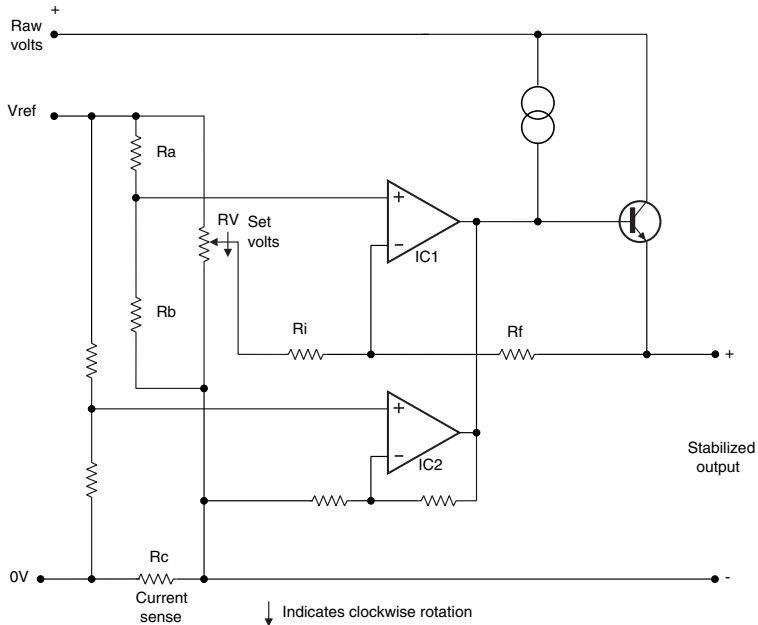 +
Raw
volts
Vref
Ra
+
RV
Set
volts
−
IC1
Rb
Ri
Rf
+
+
−
IC2
Stabilized
output
0V
Rc
-
Current
sense
Indicates clockwise rotation